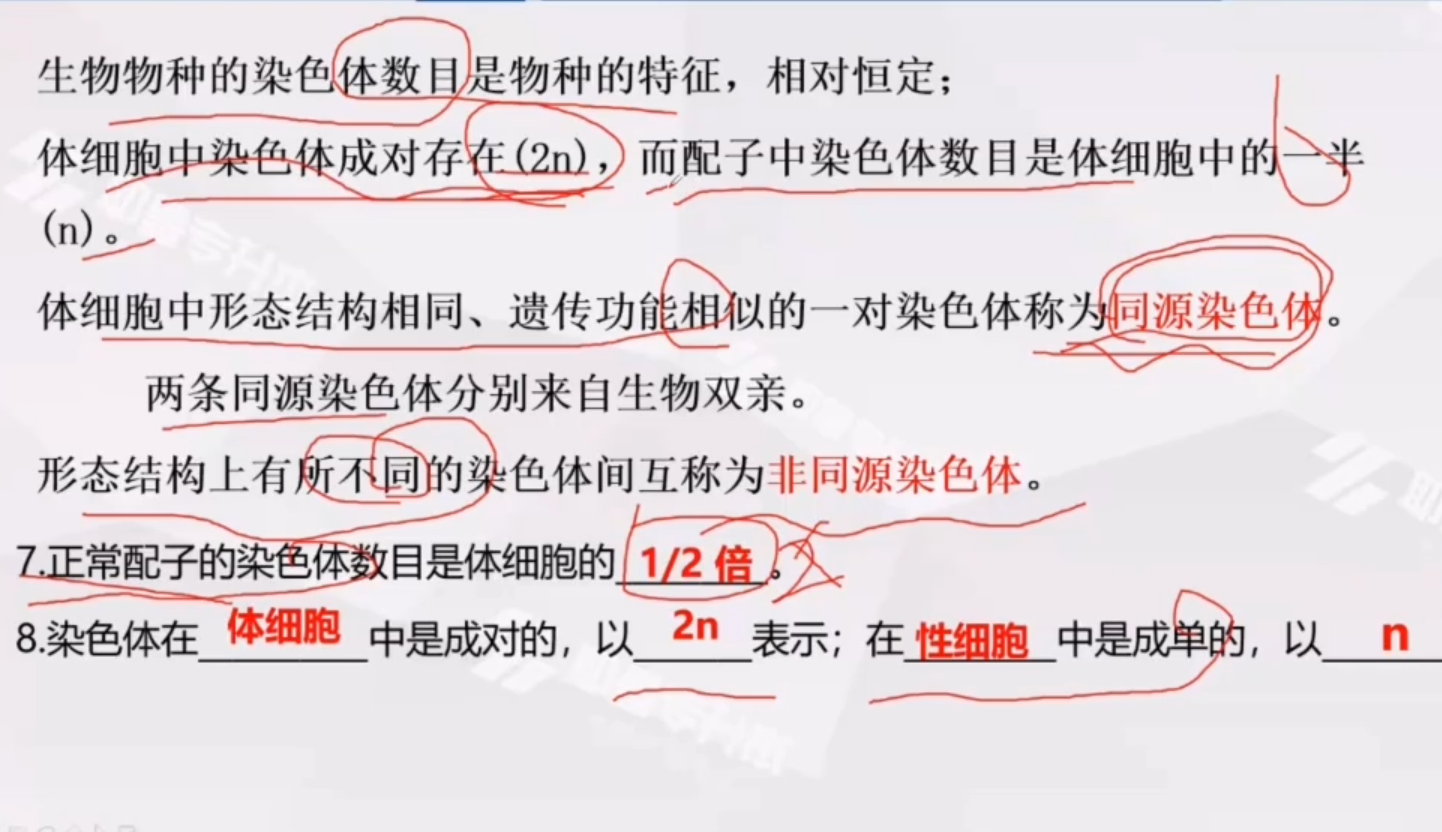 生物物种的染色体数目是物种的特征，相对恒定；
体细胞中染色体成对存在(2n)，而配子中染色体数目是体细胞中的一半
(n)。
体细胞中形态结构相同、遗传功能相似的一对染色体称为同源染色体。
两条同源染色体分别来自生物双亲。
形态结构上有所不同的染色体间互称为非同源染色体。
7.正常配子的染色体数目是体细胞的 1/2 倍 。
8.染色体在 体细胞 中是成对的，以 2n 表示；在 性细胞 中是成单的，以 n